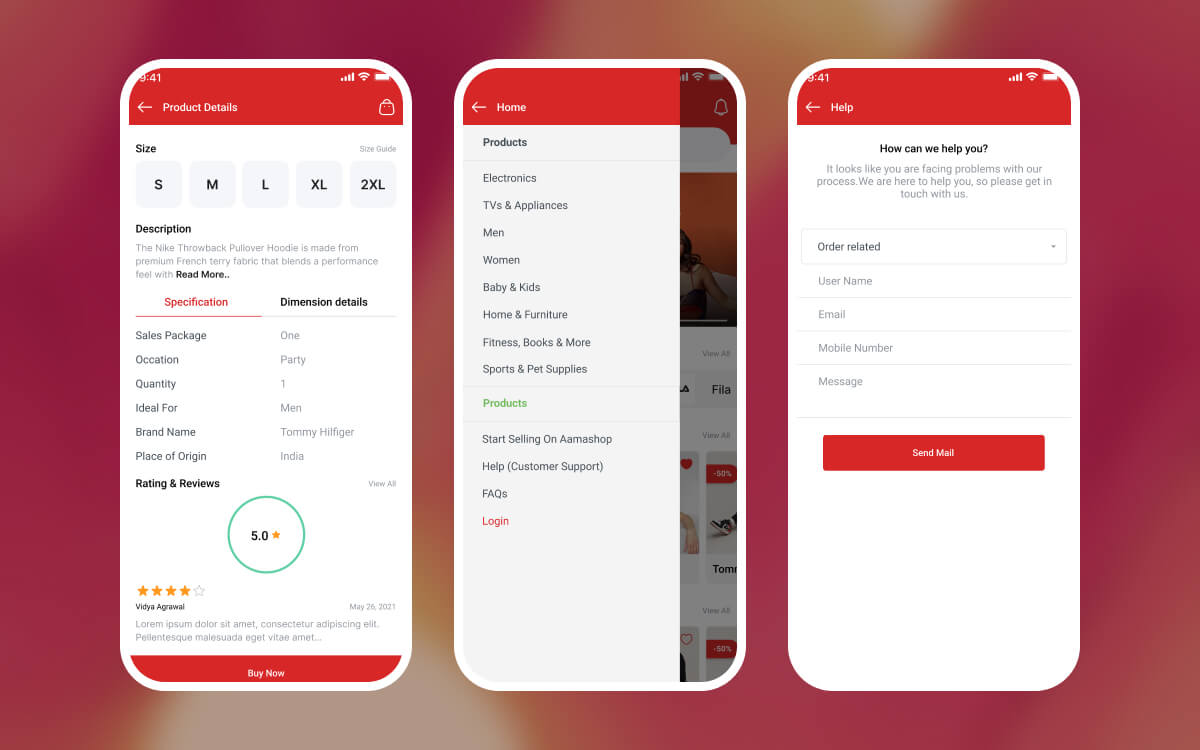 9:41
Product Details
Size
Size Guide
S M L XL 2XL
Description
The Nike Throwback Pullover Hoodie is made from
premium French terry fabric that blends a performance
feel with Read More..
Specification Dimension details
Sales Package One
Occation Party
Quantity 1
Ideal For Men
Brand Name Tommy Hilfiger
Place of Origin India
Rating & Reviews View All
5.0
Vidya Agrawal May 26, 2021
Lorem ipsum dolor sit amet, consectetur adipiscing elit.
Pellentesque malesuada eget vitae amet...
Buy Now
Home
Products
Electronics
TVs & Appliances
Men
Women
Baby & Kids
Home & Furniture
Fitness, Books & More
Sports & Pet Supplies
Products
Start Selling On Aamashop
Help (Customer Support)
FAQs
Login
View All
Fila
View All
-50%
Tomm
View All
-50%
9:41
Help
How can we help you?
It looks like you are facing problems with our
process.We are here to help you, so please get in
touch with us.
Order related
User Name
Email
Mobile Number
Message
Send Mail